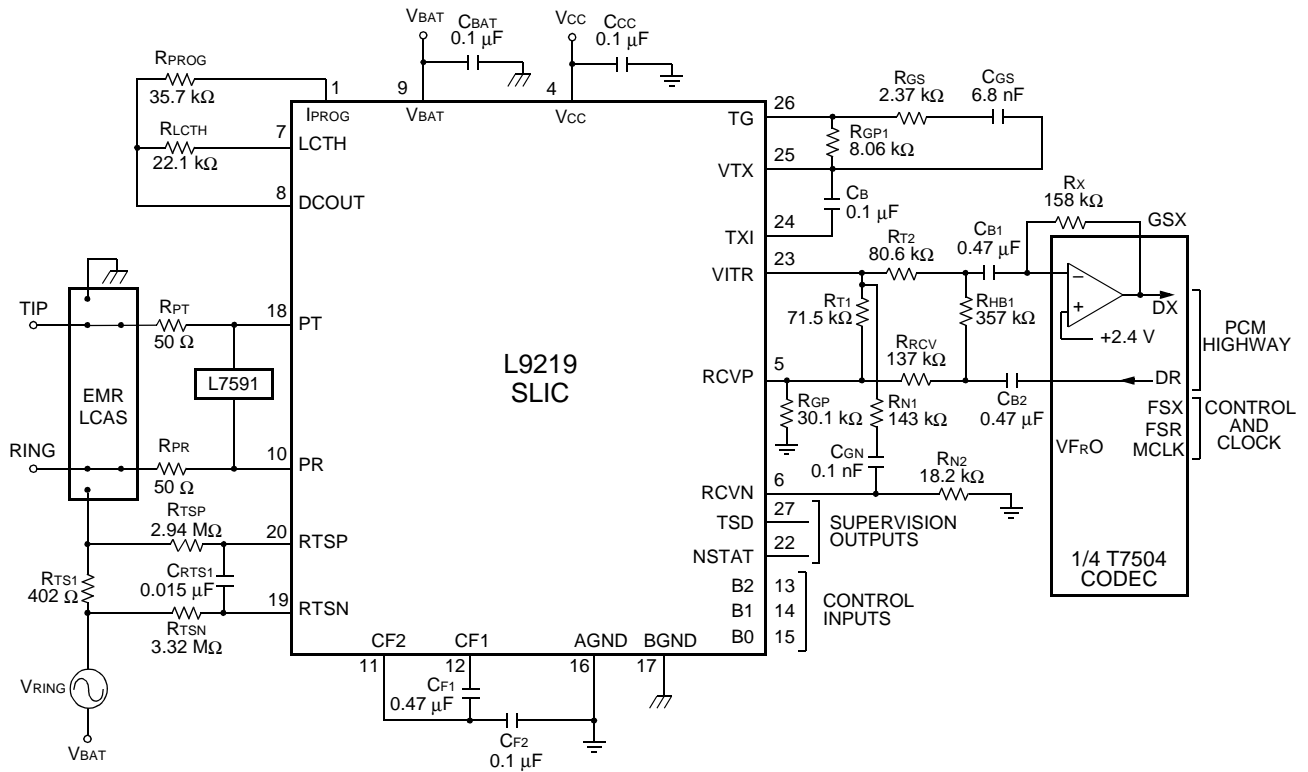 VBAT
CBAT
0.1 µF
VCC
CCC
0.1 µF
RPROG
35.7 kΩ
1
9
4
IPROG
VBAT
VCC
RLCTH
22.1 kΩ
7
LCTH
8
DCOUT
26
TG
RGS
2.37 kΩ
CGS
6.8 nF
RGP1
8.06 kΩ
25
VTX
CB
0.1 µF
24
TXI
RX
158 kΩ
GSX
RT2
80.6 kΩ
CB1
0.47 µF
23
VITR
RT1
71.5 kΩ
RHB1
357 kΩ
−
+
+2.4 V
DX
PCM
HIGHWAY
TIP
RPT
50 Ω
18
PT
L7591
EMR
LCAS
L9219
SLIC
RRCV
137 kΩ
5
RCVP
DR
CB2
0.47 µF
RGP
30.1 kΩ
RN1
143 kΩ
FSX
FSR
MCLK
CONTROL
AND
CLOCK
VFRO
RING
RPR
50 Ω
10
PR
CGN
0.1 nF
RN2
18.2 kΩ
6
RCVN
27
TSD
22
NSTAT
SUPERVISION
OUTPUTS
1/4 T7504
CODEC
RTSP
2.94 MΩ
20
RTSP
RTS1
402 Ω
CRTS1
0.015 µF
19
RTSN
RTSN
3.32 MΩ
B2 13
B1 14
B0 15
CONTROL
INPUTS
CF2
CF1
AGND
BGND
11
12
16
17
CF1
0.47 µF
CF2
0.1 µF
VRING
VBAT